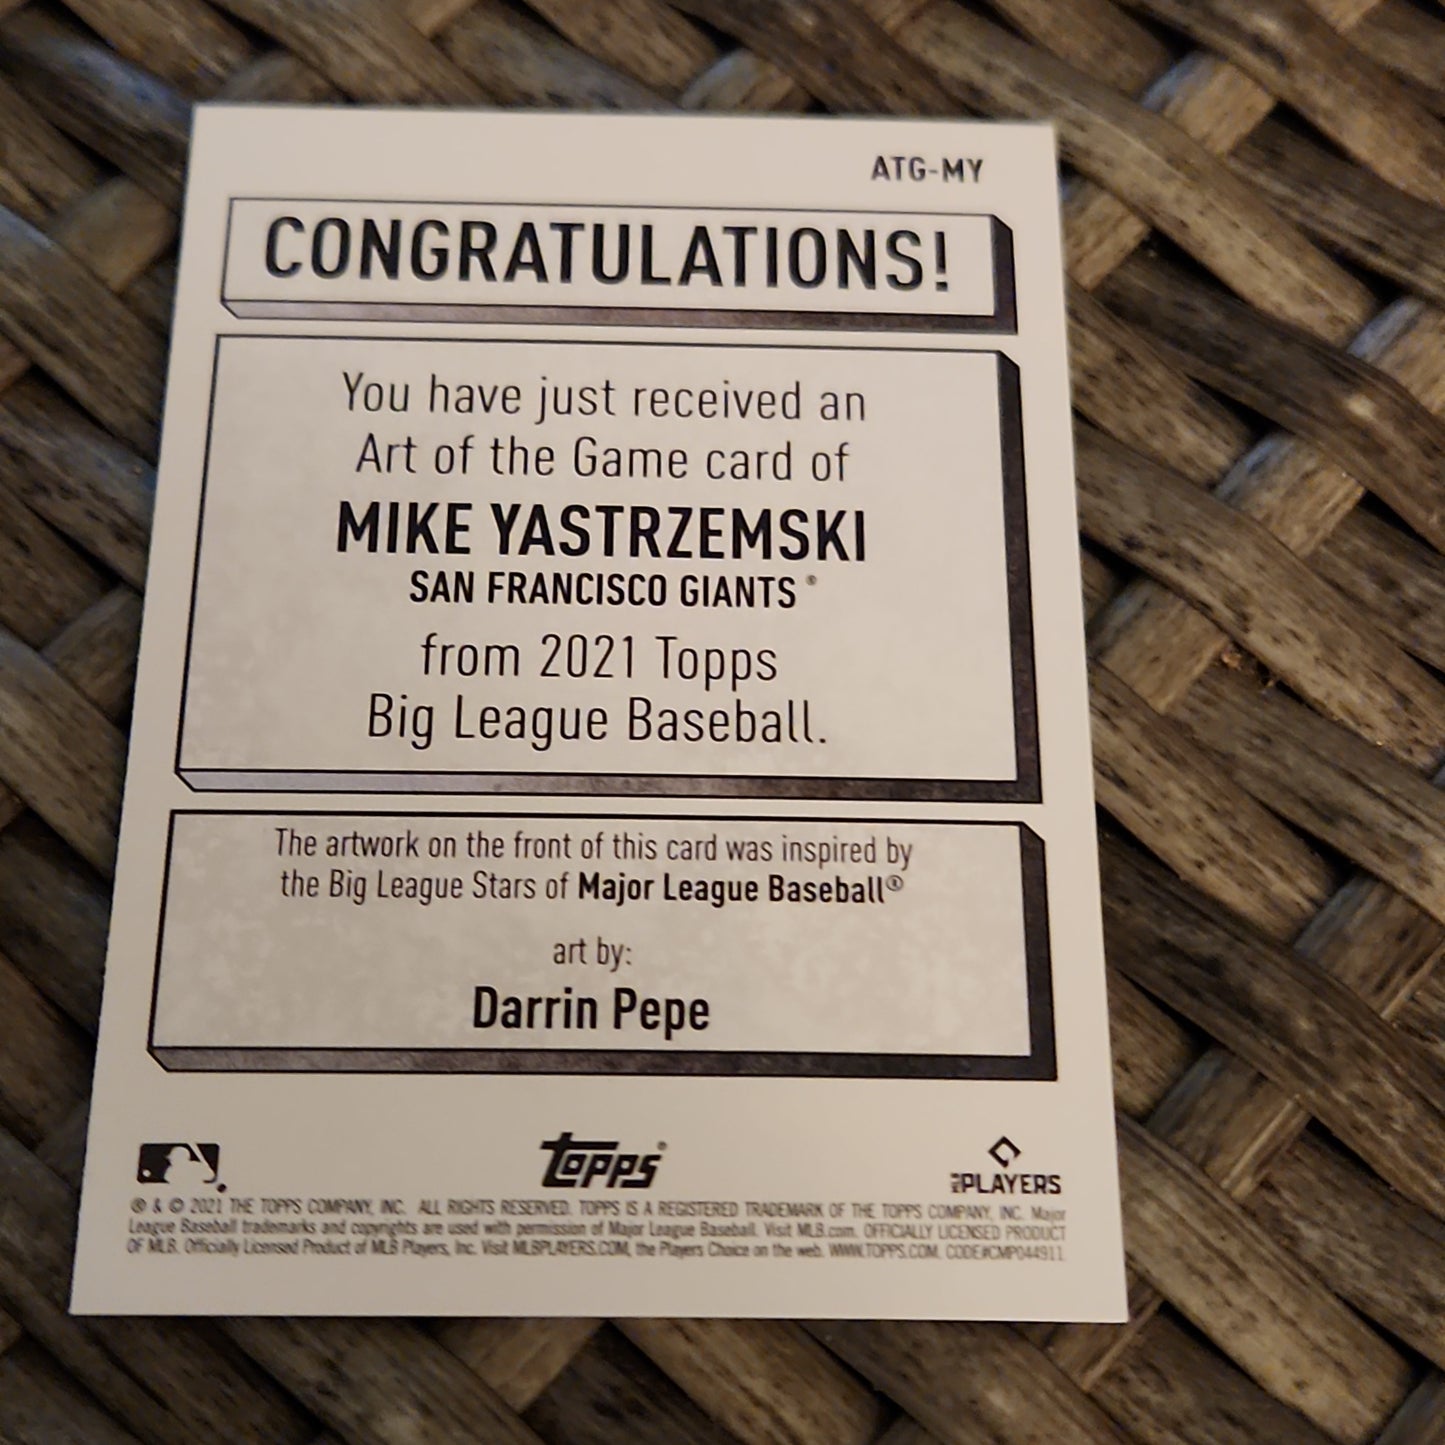 ATG-MY
CONGRATULATIONS!
You have just received an
Art of the Game card of
MIKE YASTRZEMSKI
SAN FRANCISCO GIANTS®
from 2021 Topps
Big League Baseball.
The artwork on the front of this card was inspired by
the Big League Stars of Major League Baseball®
art by:
Darrin Pepe
topps®
MLB PLAYERS
® & © 2021 THE TOPPS COMPANY, INC. ALL RIGHTS RESERVED. TOPPS IS A REGISTERED TRADEMARK OF THE TOPPS COMPANY, INC. Major
League Baseball trademarks and copyrights are used with permission of Major League Baseball. Visit MLB.com. OFFICIALLY LICENSED PRODUCT
OF MLB. Officially Licensed Product of MLB Players, Inc. Visit MLBPLAYERS.COM, the Players Choice on the web. WWW.TOPPS.COM. CODE#CMP044911